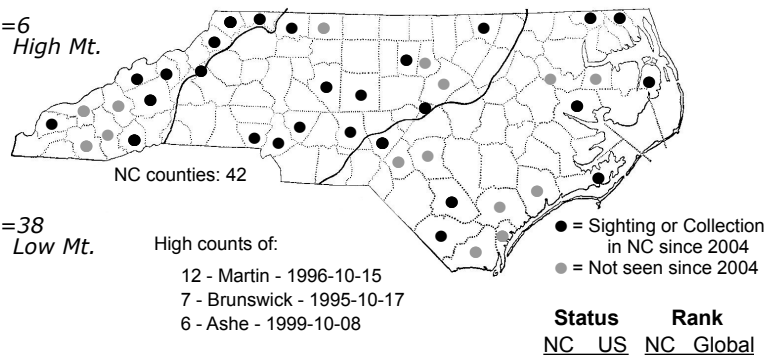 =6
High Mt.
NC counties: 42
=38
Low Mt.
High counts of:
12 - Martin - 1996-10-15
7 - Brunswick - 1995-10-17
6 - Ashe - 1999-10-08
= Sighting or Collection
in NC since 2004
= Not seen since 2004
Status Rank
NC US NC Global